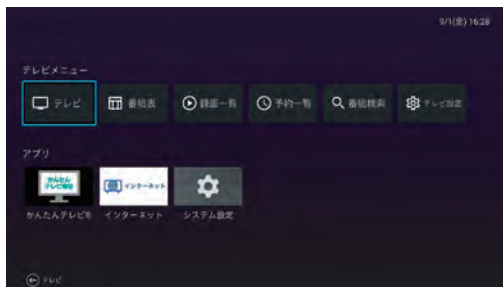 9/1(金) 16:28
テレビメニュー
テレビ
番組表
録画一覧
予約一覧
番組検索
テレビ設定
アプリ
かんたん
テレビ電話
インターネット
かんたんテレビ電
インターネット
システム設定
テレビ